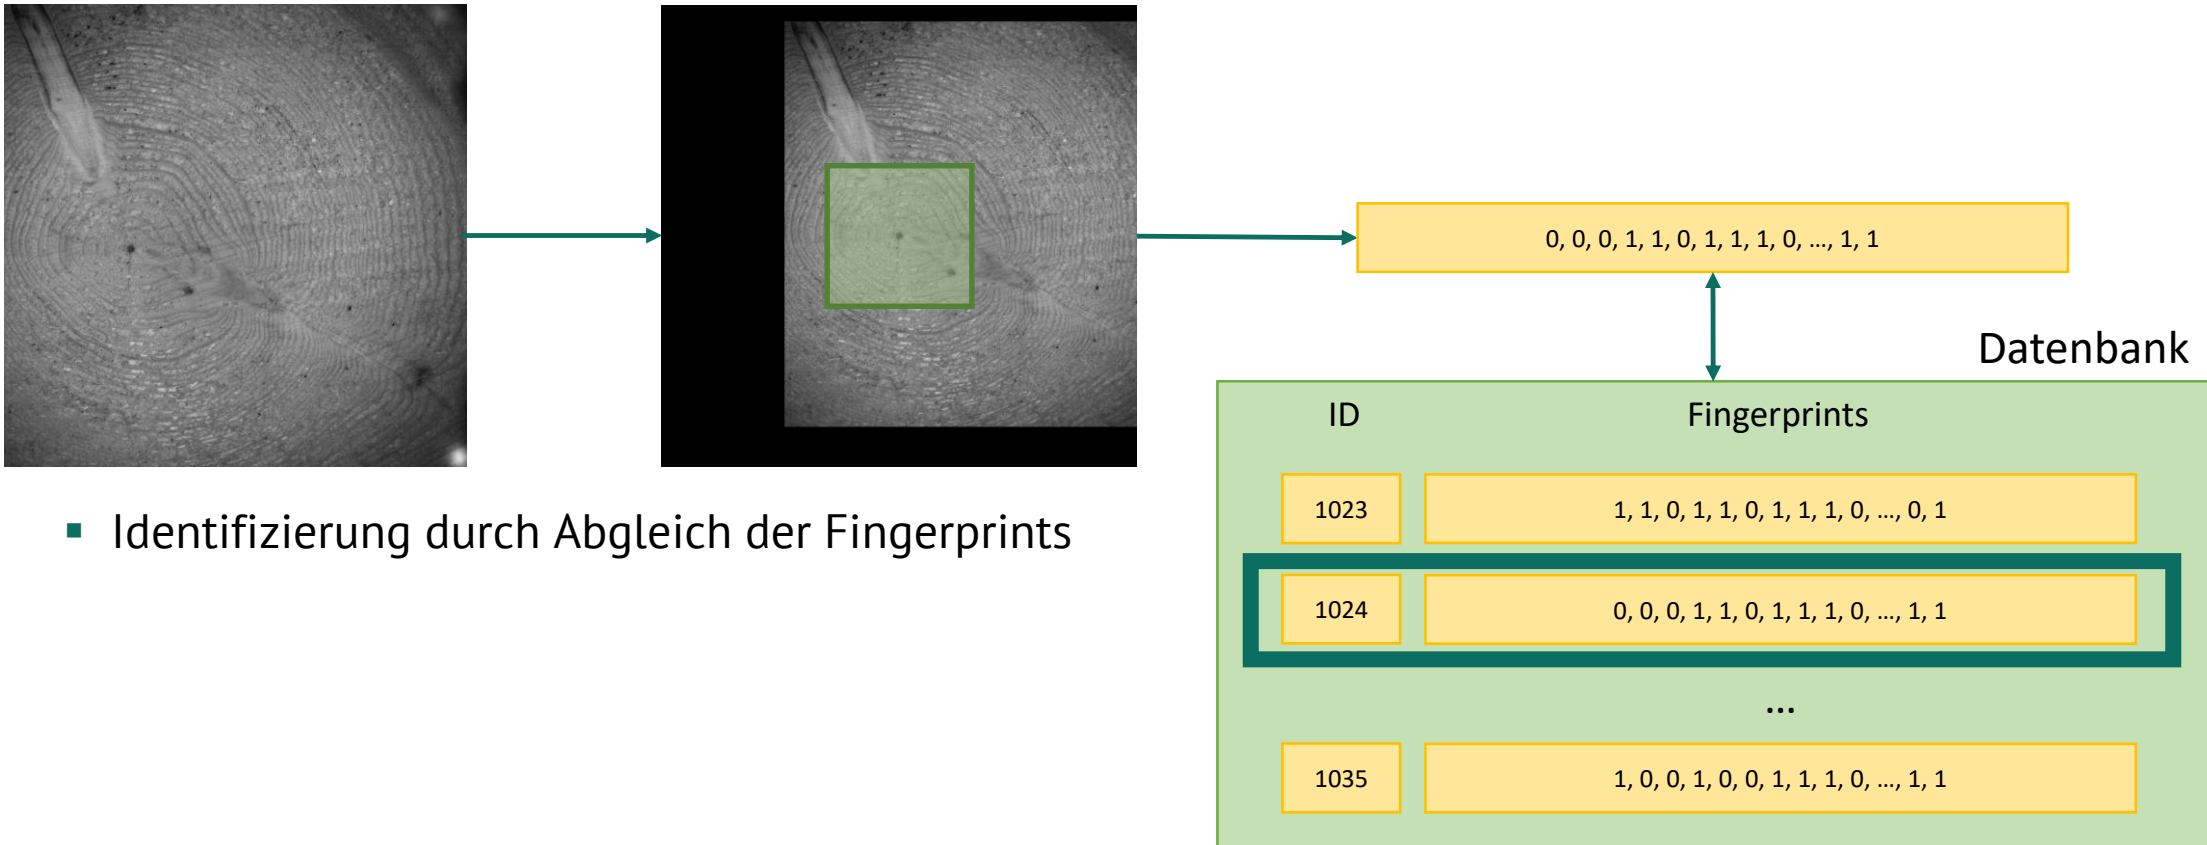 0, 0, 0, 1, 1, 0, 1, 1, 1, 0, …, 1, 1
Datenbank
ID Fingerprints
1023 1, 1, 0, 1, 1, 0, 1, 1, 1, 0, …, 0, 1
▪ Identifizierung durch Abgleich der Fingerprints
1024 0, 0, 0, 1, 1, 0, 1, 1, 1, 0, …, 1, 1
…
1035 1, 0, 0, 1, 0, 0, 1, 1, 1, 0, …, 1, 1